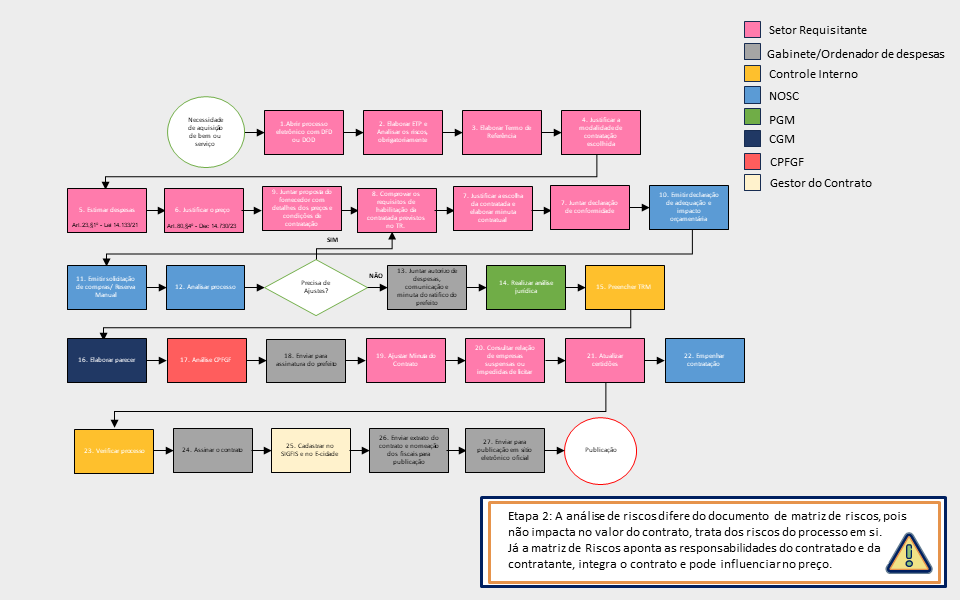 Setor Requisitante
Gabinete/Ordenador de despesas
Controle Interno
NOSC
PGM
CGM
CPFGF
Gestor do Contrato
Necessidade
de aquisição
de bem ou
serviço
1.Abrir processo
eletrônico com DFD
ou DOD
2. Elaborar ETP e
Analisar os riscos,
obrigatoriamente
3. Elaborar Termo de
Referência
4. Justificar a
modalidade de
contratação
escolhida
5. Estimar despesas
Art. 23,§1º – Lei 14.133/21
6. Justificar o preço
Art. 80,§4º – Dec 14.730/23
9. Juntar proposta do
fornecedor com
detalhes dos preços e
condições de
contratação
8. Comprovar os
requisitos de
habilitação da
contratada previstos
no TR.
7. Justificar a escolha
da contratada e
elaborar minuta
contratual
7. Juntar declaração
de conformidade
10. Emitir declaração
de adequação e
impacto
orçamentária
SIM
11. Emitir solicitação
de compras/ Reserva
Manual
12. Analisar processo
Precisa de
Ajustes?
NÃO
13. Juntar autorizo de
despesas,
comunicação e
minuta do ratifico do
prefeito
14. Realizar análise
jurídica
15. Preencher TRM
16. Elaborar parecer
17. Análise CPFGF
18. Enviar para
assinatura do prefeito
19. Ajustar Minuta do
Contrato
20. Consultar relação
de empresas
suspensas ou
impedidas de licitar
21. Atualizar
certidões
22. Empenhar
contratação
23. Verificar processo
24. Assinar o contrato
25. Cadastrar no
SIGFIS e no E-cidade
26. Enviar extrato do
contrato e nomeação
dos fiscais para
publicação
27. Enviar para
publicação em sítio
eletrônico oficial
Publicação
Etapa 2: A análise de riscos difere do documento de matriz de riscos, pois
não impacta no valor do contrato, trata dos riscos do processo em si.
Já a matriz de Riscos aponta as responsabilidades do contratado e da
contratante, integra o contrato e pode influenciar no preço.